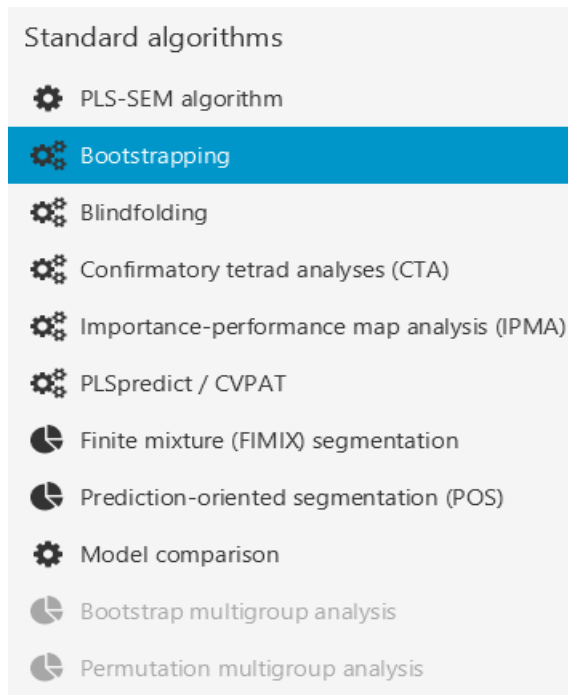 Standard algorithms
PLS-SEM algorithm
Bootstrapping
Blindfolding
Confirmatory tetrad analyses (CTA)
Importance-performance map analysis (IPMA)
PLSpredict / CVPAT
Finite mixture (FIMIX) segmentation
Prediction-oriented segmentation (POS)
Model comparison
Bootstrap multigroup analysis
Permutation multigroup analysis